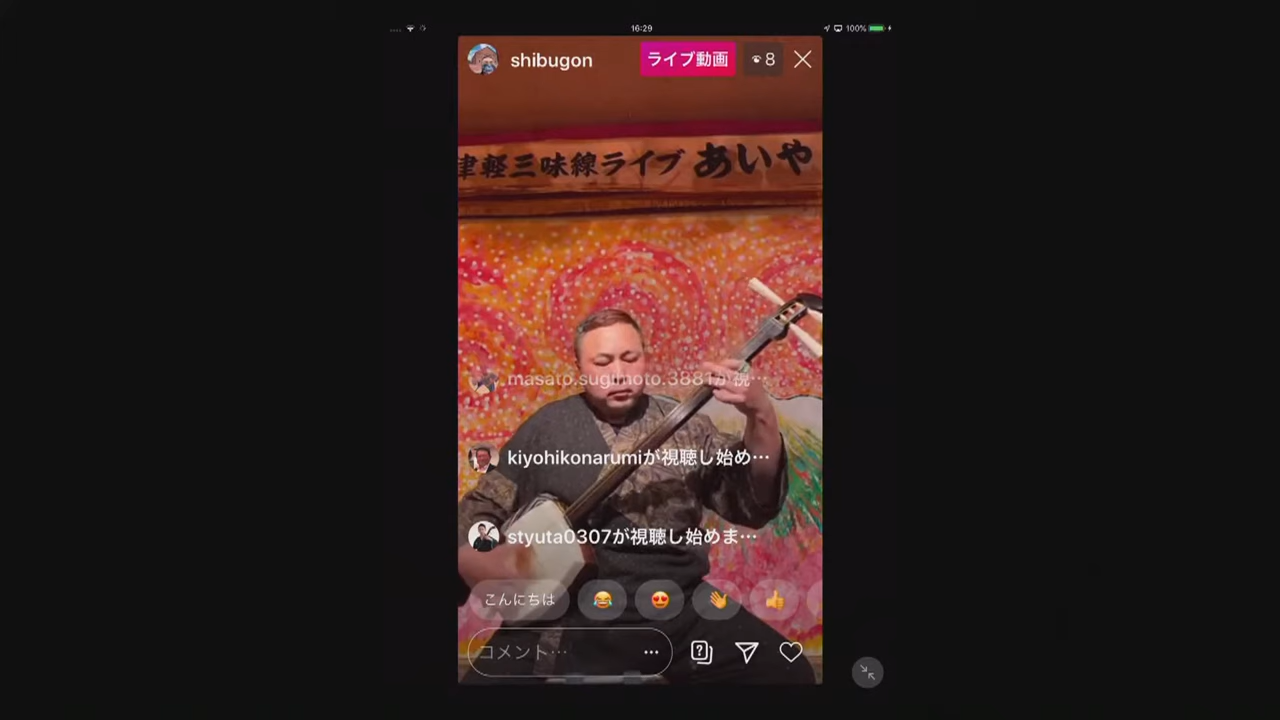 16:29
100%
shibugon
ライブ動画
8
津軽三味線ライブ あいや
masato.sugimoto.3881が視…
kiyohikonarumiが視聴し始め…
styuta0307が視聴し始めま…
こんにちは
コメント…